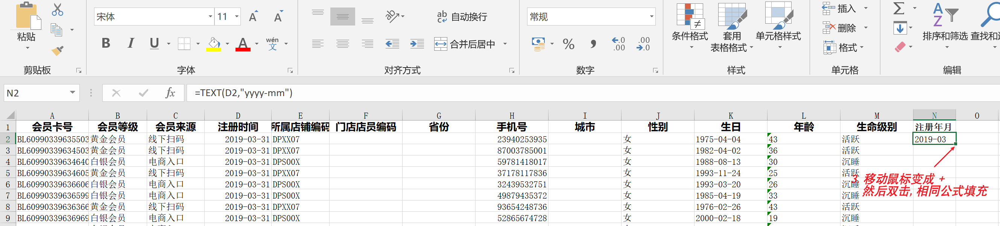 宋体 11 A A ab c 自动换行 常规 插入 Σ A Z
粘贴 条件格式 套用 表格格式 单元格样式 删除 排序和筛选
B I U A wén 文 合并后居中 % , .0 .00 .00 .0 格式
剪贴板 字体 对齐方式 数字 样式 单元格 编辑
N2 fx =TEXT(D2,"yyyy-mm")
A B C D E F G H I J K L M N O
1 会员卡号 会员等级 会员来源 注册时间 所属店铺编码 门店店员编码 省份 手机号 城市 性别 生日 年龄 生命级别 注册年月
2 BL60990339635503 黄金会员 线下扫码 2019-03-31 DPXX07 23940253935 女 1975-04-04 43 活跃 2019-03
3 BL60990339634503 黄金会员 线下扫码 2019-03-31 DPXX07 87003785001 女 1982-04-02 36 活跃
4 BL60990339634640 白银会员 电商入口 2019-03-31 DPS00X 59781418017 女 1988-08-13 30 沉睡
5 BL60990339634605 黄金会员 线下扫码 2019-03-31 DPXX07 37178117836 女 1993-11-24 25 活跃
6 BL60990339636606 白银会员 电商入口 2019-03-31 DPS00X 32439532751 女 1993-03-20 26 沉睡
7 BL60990339636599 白银会员 电商入口 2019-03-31 DPS00X 49879435372 女 1985-04-19 33 沉睡
8 BL60990339636366 黄金会员 线下扫码 2019-03-31 DPXX07 93654248736 女 1976-02-26 43 活跃
9 BL60990339636969 白银会员 电商入口 2019-03-31 DPS00X 52865674728 女 2000-02-18 19 沉睡
3. 移动鼠标变成 +
然后双击, 相同公式填充